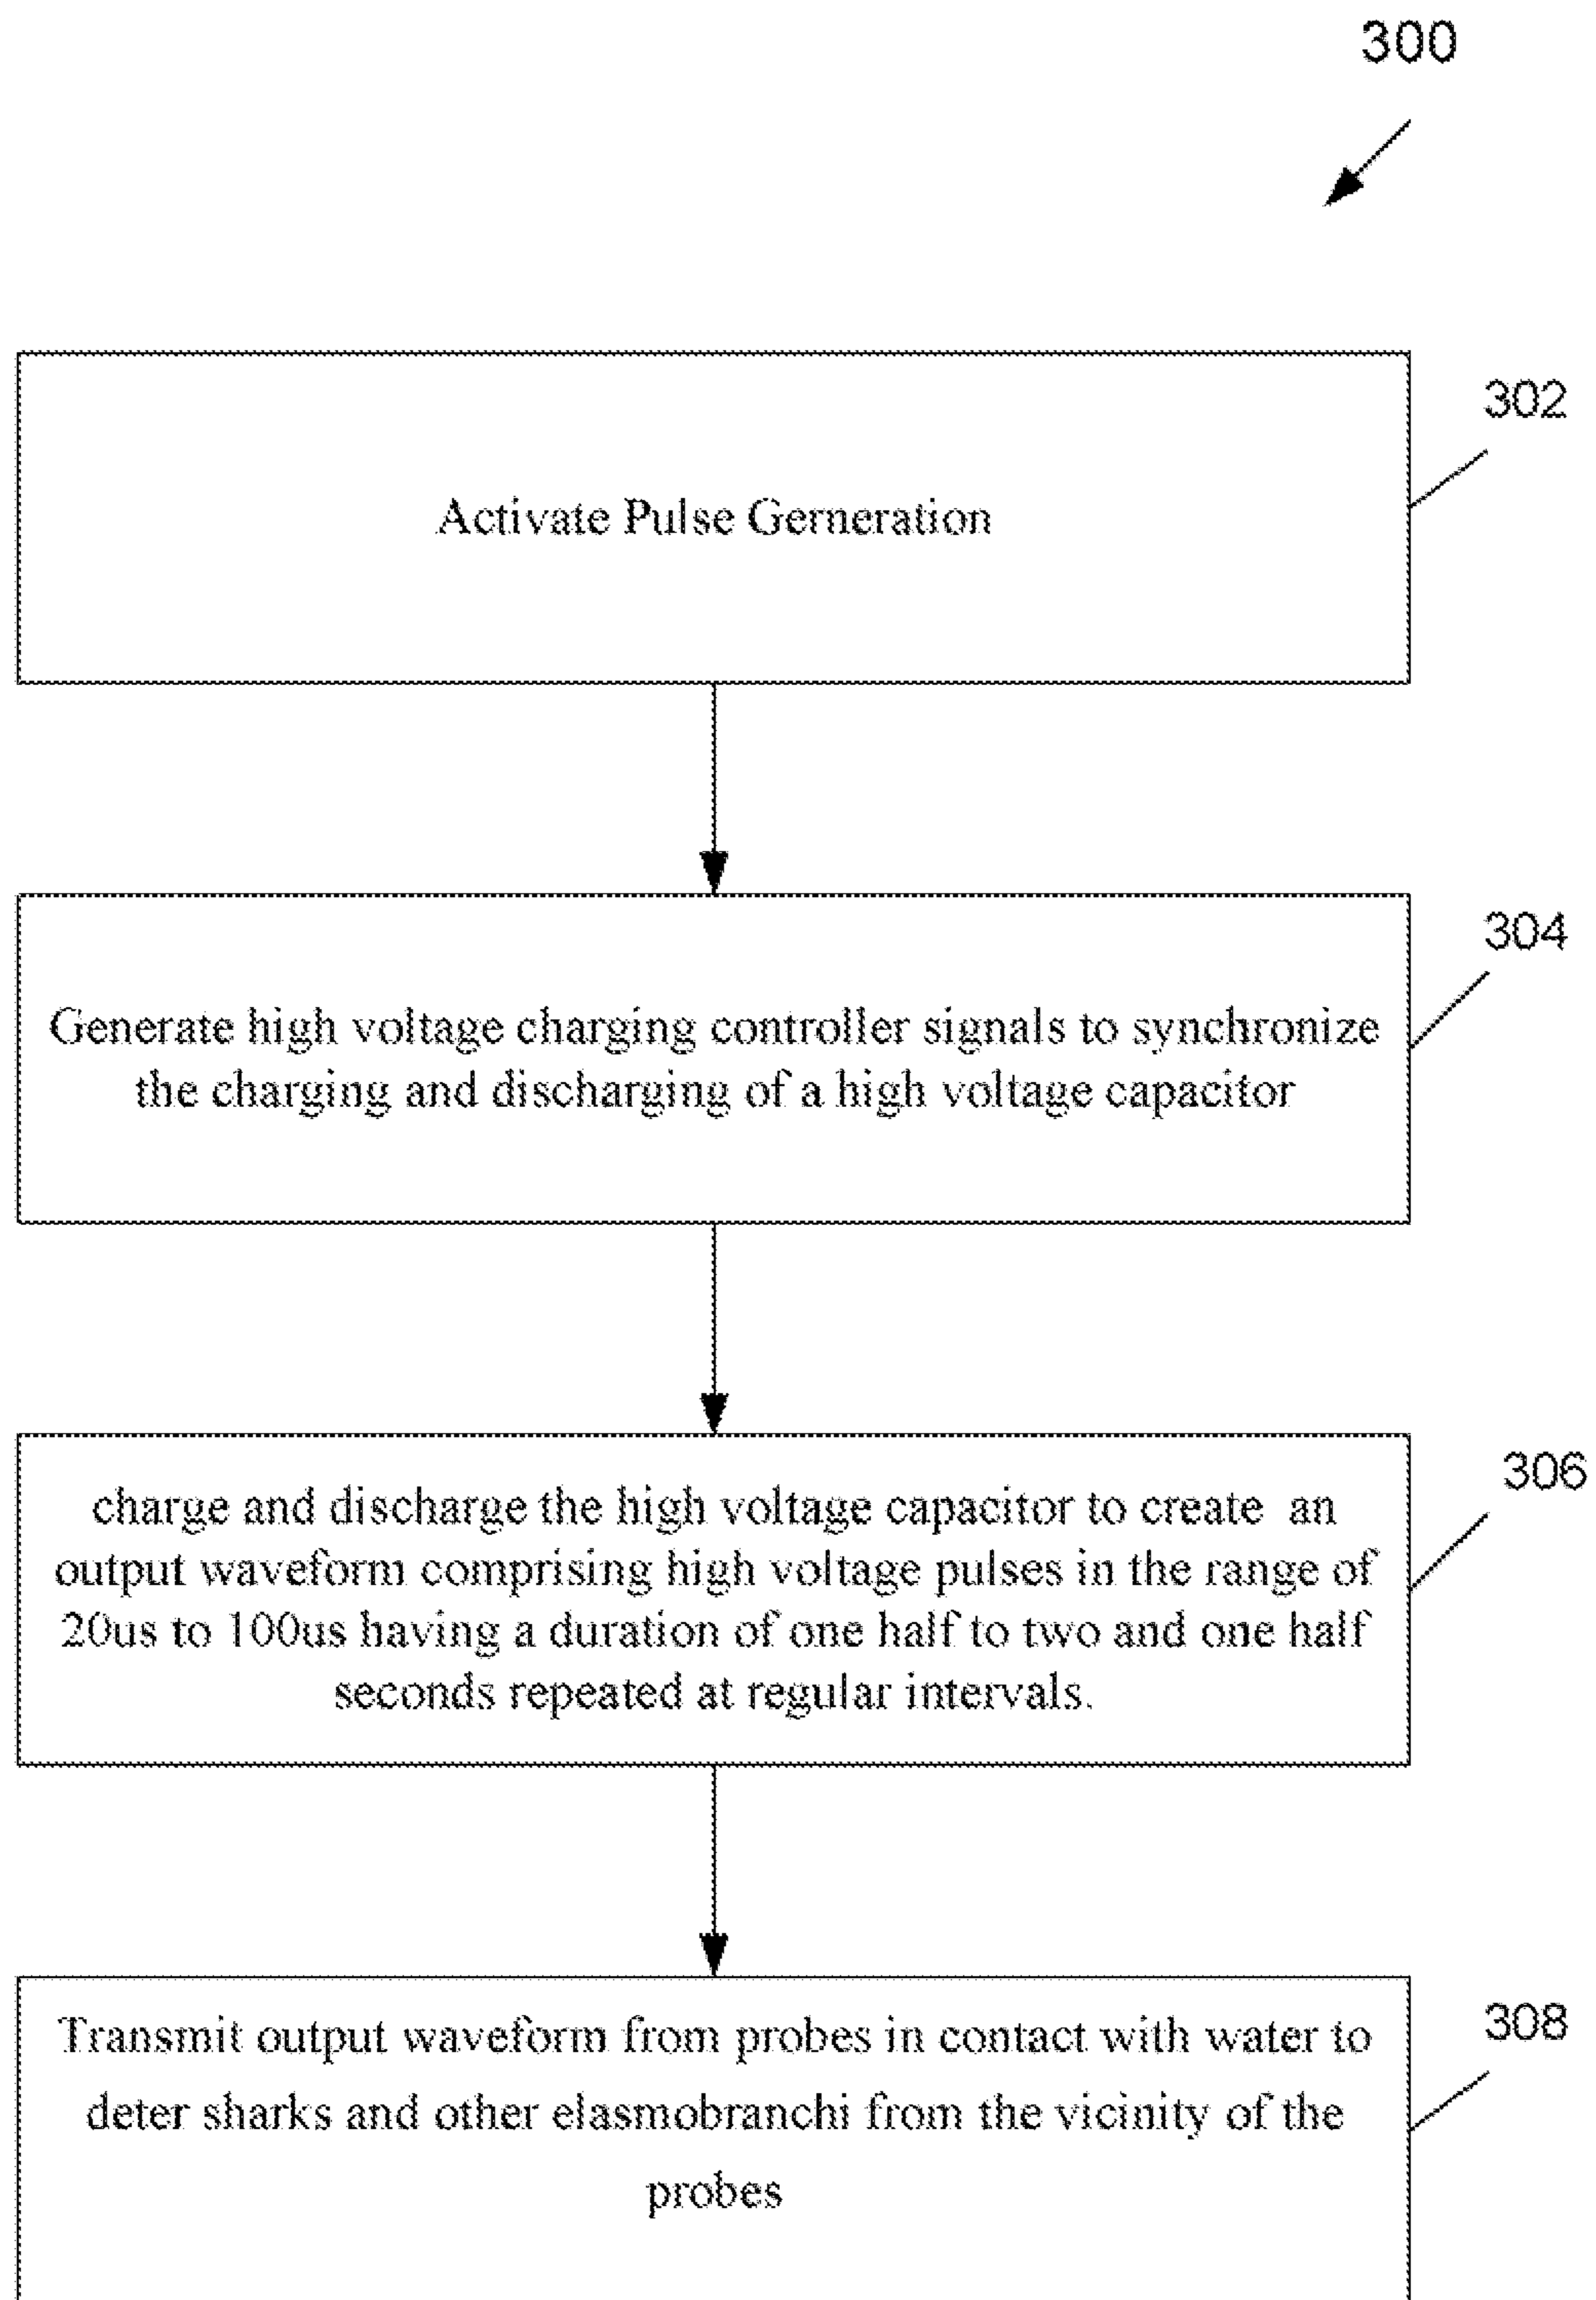 300
302
Activate Pulse Gerneration
304
Generate high voltage charging controller signals to synchronize
the charging and discharging of a high voltage capacitor
306
charge and discharge the high voltage capacitor to create an
output waveform comprising high voltage pulses in the range of
20us to 100us having a duration of one half to two and one half
seconds repeated at regular intervals.
308
Transmit output waveform from probes in contact with water to
deter sharks and other elasmobranchi from the vicinity of the
probes